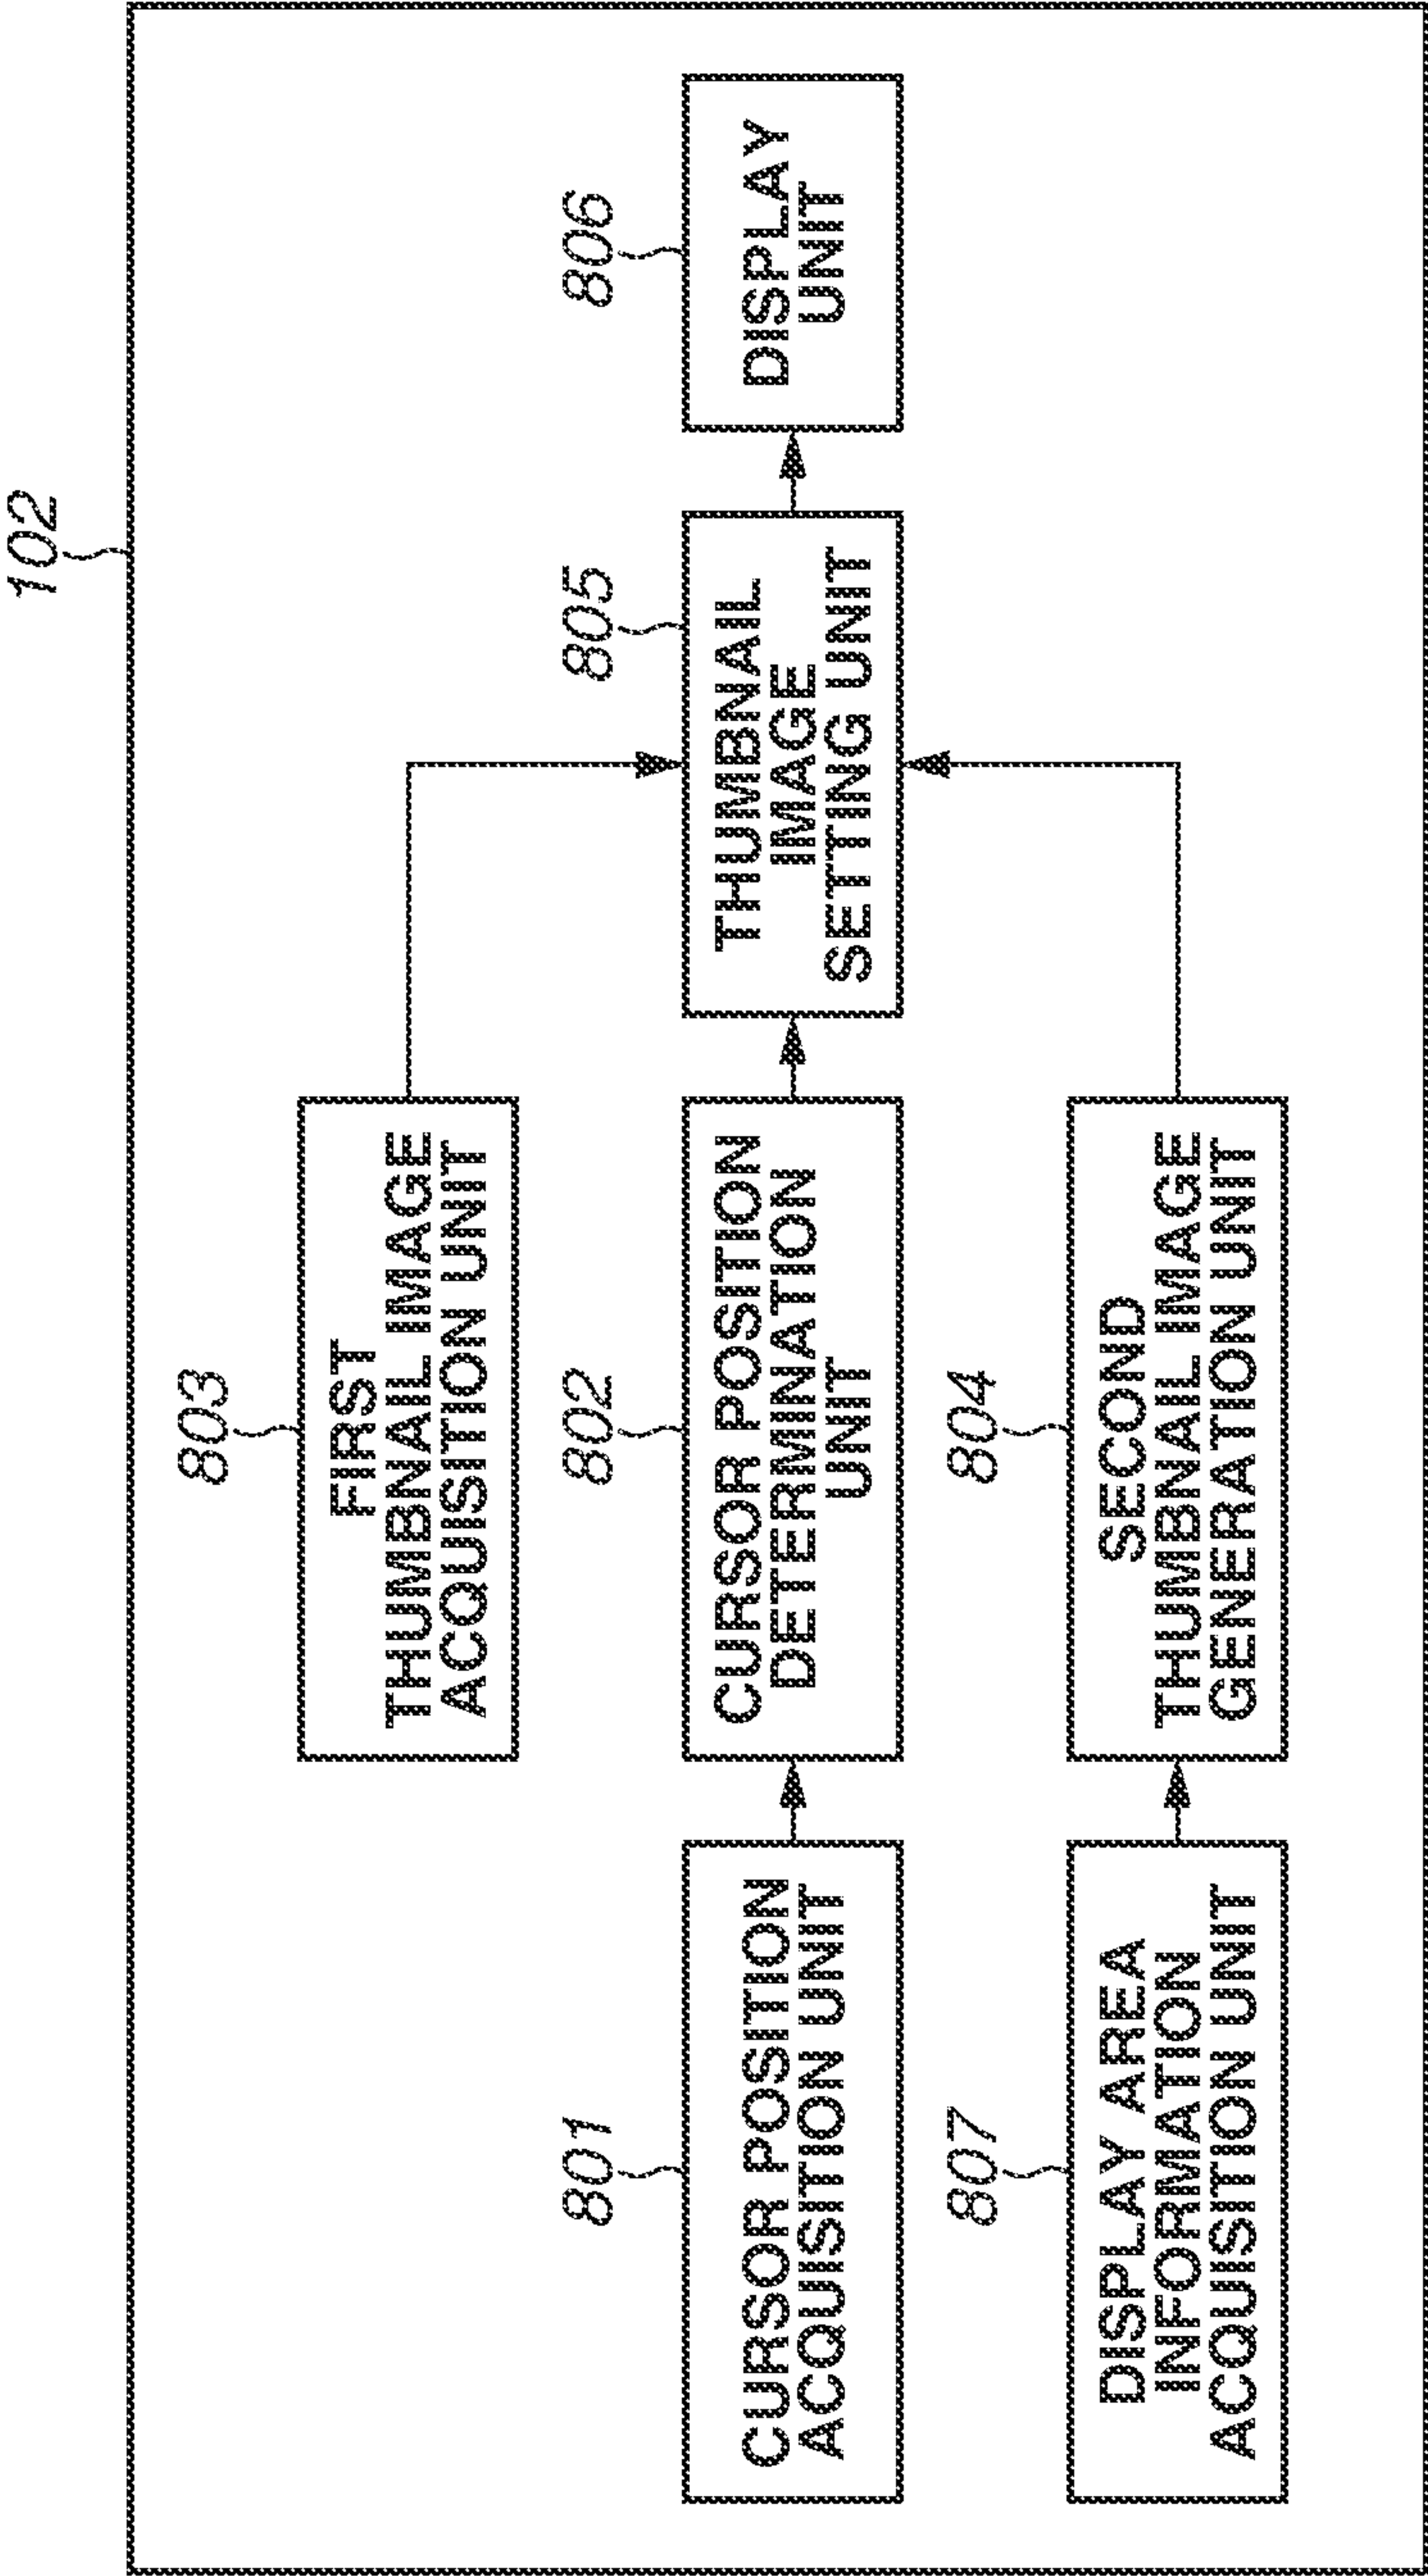 102
803
FIRST
THUMBNAIL IMAGE
ACQUISITION UNIT
801
CURSOR POSITION
ACQUISITION UNIT
802
CURSOR POSITION
DETERMINATION
UNIT
805
THUMBNAIL
IMAGE
SETTING UNIT
806
DISPLAY
UNIT
807
DISPLAY AREA
INFORMATION
ACQUISITION UNIT
804
SECOND
THUMBNAIL IMAGE
GENERATION UNIT